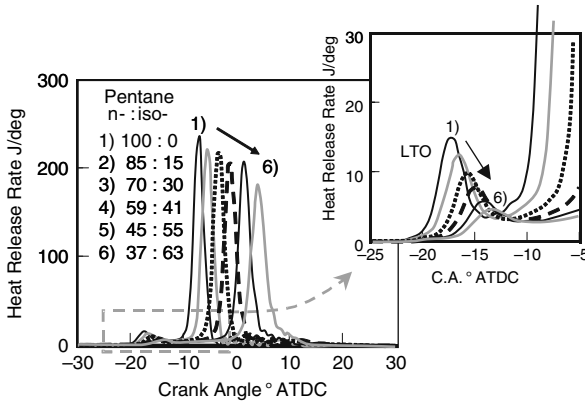 Heat Release Rate J/deg
300
200
100
0
Pentane
n- : iso-
1) 100 : 0
2) 85 : 15
3) 70 : 30
4) 59 : 41
5) 45 : 55
6) 37 : 63
1)
6)
−30 −20 −10 0 10 20 30
Crank Angle ° ATDC
Heat Release Rate J/deg
30
20
10
0
LTO
1)
6)
−25 −20 −15 −10 −5
C.A. ° ATDC